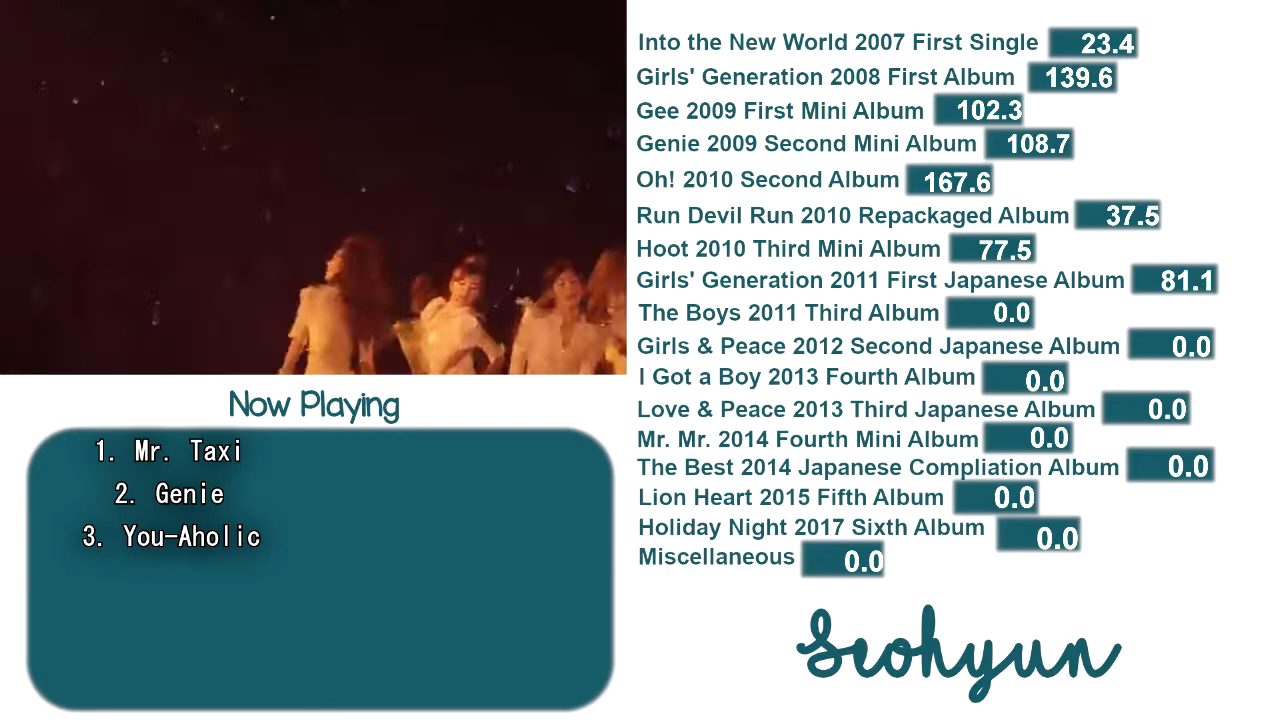 Into the New World 2007 First Single 23.4
Girls' Generation 2008 First Album 139.6
Gee 2009 First Mini Album 102.3
Genie 2009 Second Mini Album 108.7
Oh! 2010 Second Album 167.6
Run Devil Run 2010 Repackaged Album 37.5
Hoot 2010 Third Mini Album 77.5
Girls' Generation 2011 First Japanese Album 81.1
The Boys 2011 Third Album 0.0
Girls & Peace 2012 Second Japanese Album 0.0
I Got a Boy 2013 Fourth Album 0.0
Love & Peace 2013 Third Japanese Album 0.0
Mr. Mr. 2014 Fourth Mini Album 0.0
The Best 2014 Japanese Compliation Album 0.0
Lion Heart 2015 Fifth Album 0.0
Holiday Night 2017 Sixth Album 0.0
Miscellaneous 0.0
Now Playing
1. Mr. Taxi
2. Genie
3. You-Aholic
Seohyun